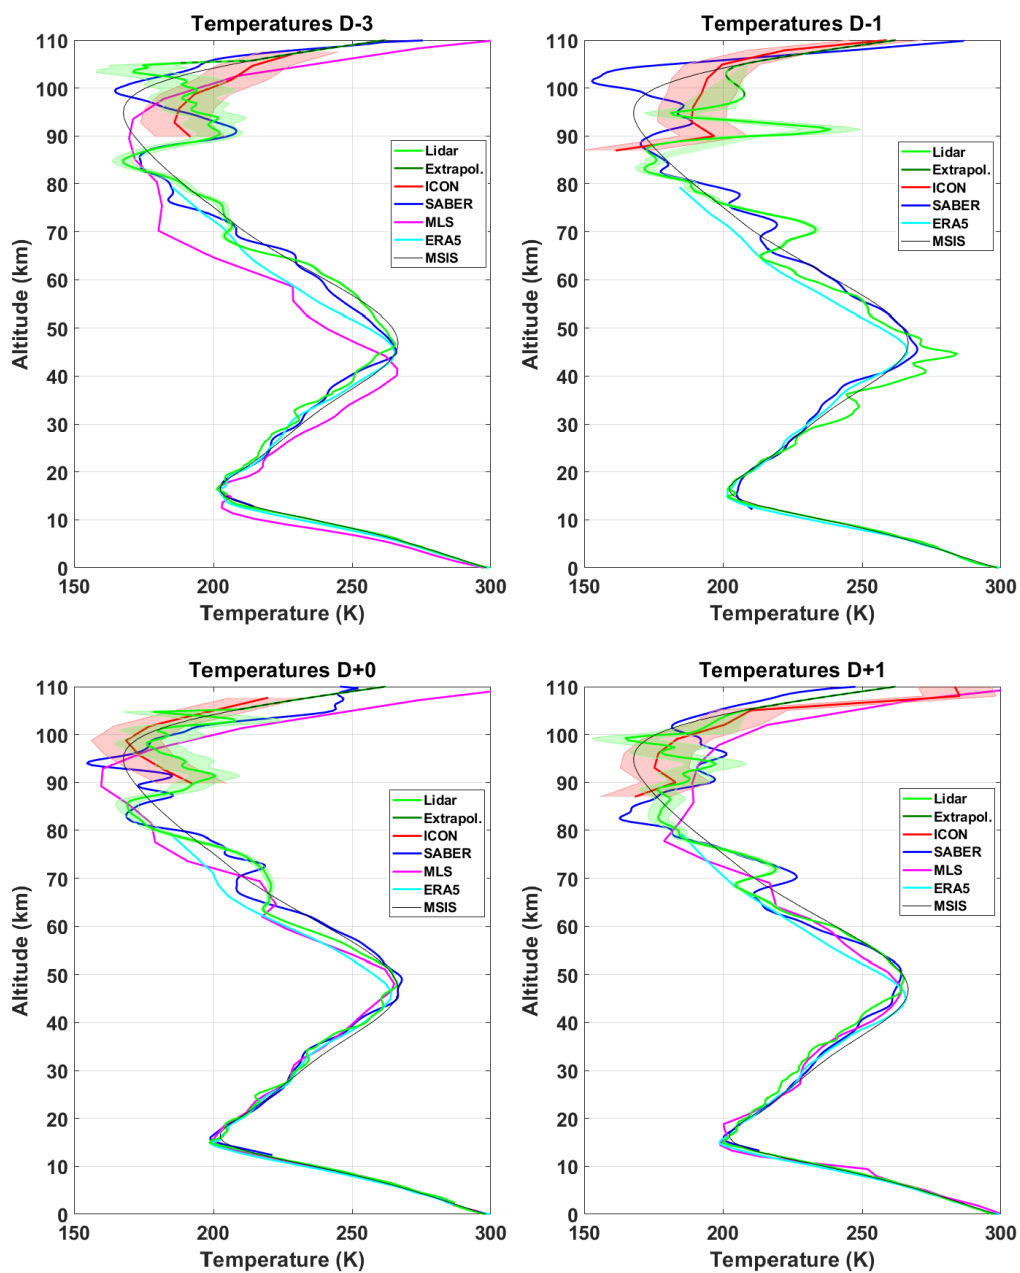 Temperatures D-3
110
100
90
80
70
60
50
40
30
20
10
0
Altitude (km)
Lidar
Extrapol.
ICON
SABER
MLS
ERA5
MSIS
150 200 250 300
Temperature (K)
Temperatures D-1
110
100
90
80
70
60
50
40
30
20
10
0
Altitude (km)
Lidar
Extrapol.
ICON
SABER
ERA5
MSIS
150 200 250 300
Temperature (K)
Temperatures D+0
110
100
90
80
70
60
50
40
30
20
10
0
Altitude (km)
Lidar
Extrapol.
ICON
SABER
MLS
ERA5
MSIS
150 200 250 300
Temperature (K)
Temperatures D+1
110
100
90
80
70
60
50
40
30
20
10
0
Altitude (km)
Lidar
Extrapol.
ICON
SABER
MLS
ERA5
MSIS
150 200 250 300
Temperature (K)